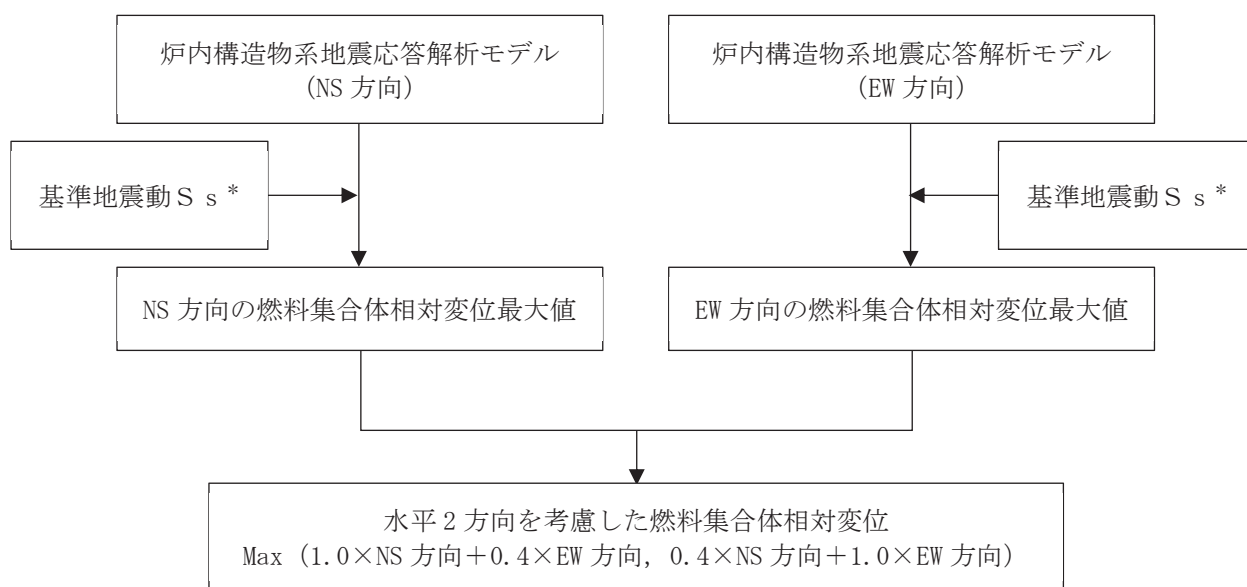 炉内構造物系地震応答解析モデル
(NS 方向)
炉内構造物系地震応答解析モデル
(EW 方向)
基準地震動Ss*
基準地震動Ss*
NS 方向の燃料集合体相対変位最大値
EW 方向の燃料集合体相対変位最大値
水平2方向を考慮した燃料集合体相対変位
Max (1.0×NS 方向+0.4×EW 方向, 0.4×NS 方向+1.0×EW 方向)